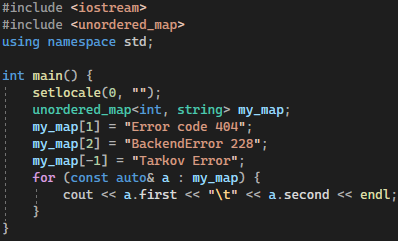 #include <iostream>
#include <unordered_map>
using namespace std;
int main() {
setlocale(0, "");
unordered_map<int, string> my_map;
my_map[1] = "Error code 404";
my_map[2] = "BackendError 228";
my_map[-1] = "Tarkov Error";
for (const auto& a : my_map) {
cout << a.first << "\t" << a.second << endl;
}
}